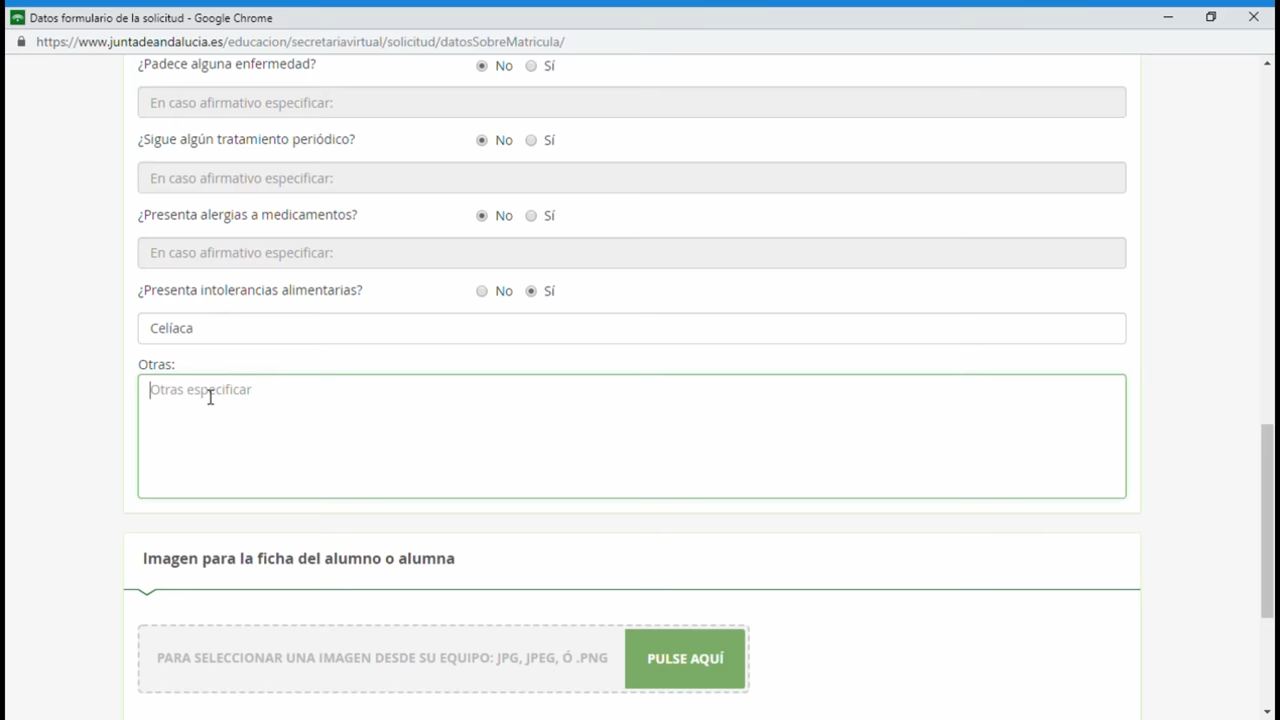 Datos formulario de la solicitud - Google Chrome
https://www.juntadeandalucia.es/educacion/secretariavirtual/solicitud/datosSobreMatricula/
¿Padece alguna enfermedad? No Sí
En caso afirmativo especificar:
¿Sigue algún tratamiento periódico? No Sí
En caso afirmativo especificar:
¿Presenta alergias a medicamentos? No Sí
En caso afirmativo especificar:
¿Presenta intolerancias alimentarias? No Sí
Celíaca
Otras:
Otras especificar
Imagen para la ficha del alumno o alumna
PARA SELECCIONAR UNA IMAGEN DESDE SU EQUIPO: JPG, JPEG, Ó .PNG PULSE AQUÍ